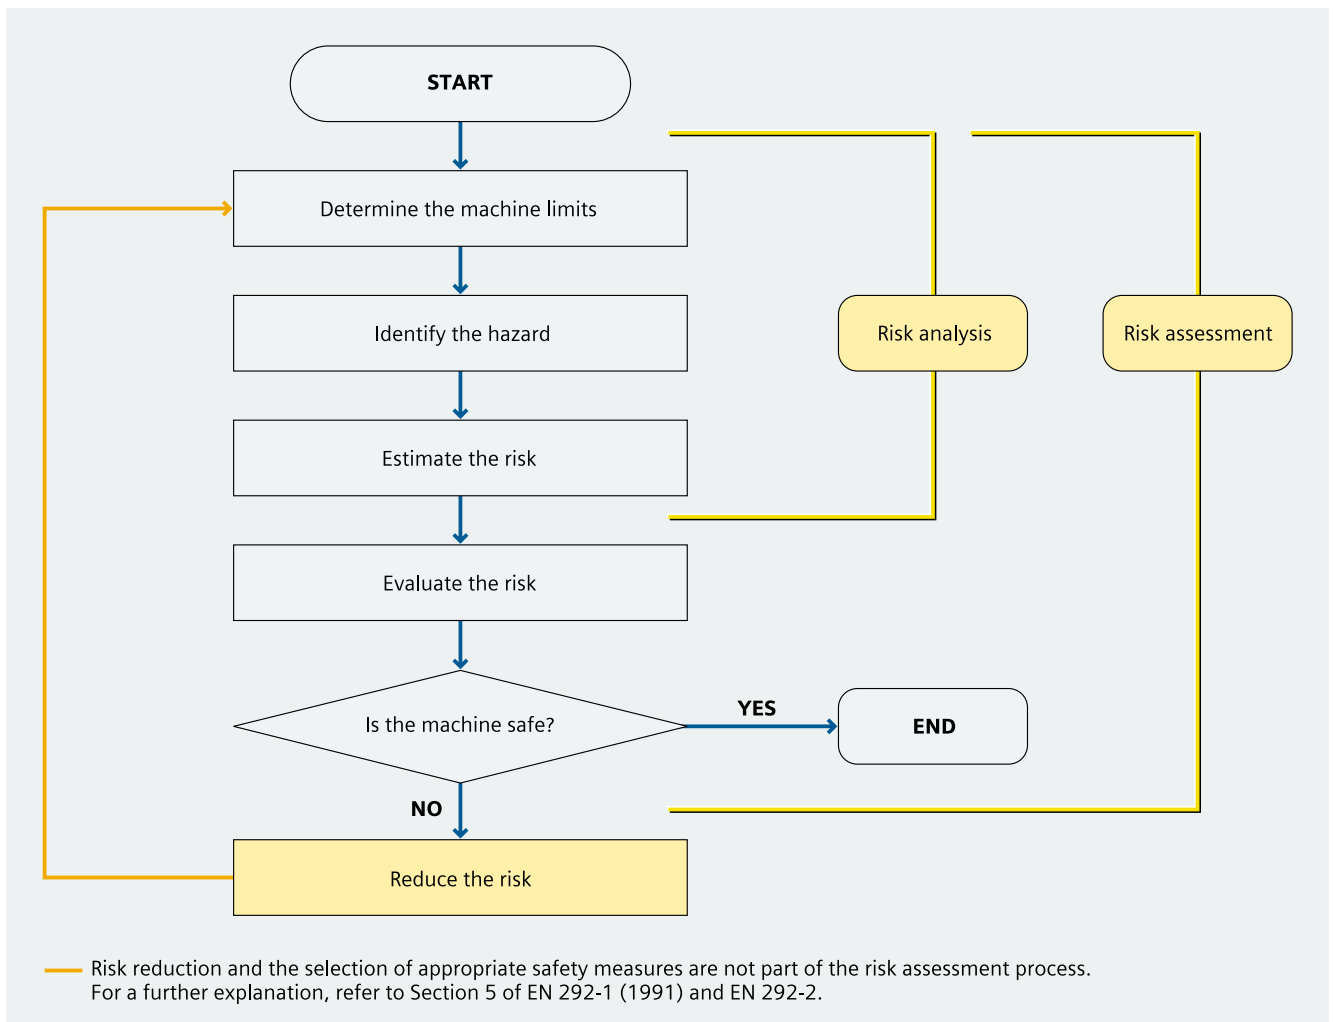 START
Determine the machine limits
Identify the hazard
Risk analysis
Risk assessment
Estimate the risk
Evaluate the risk
Is the machine safe?
YES
END
NO
Reduce the risk
Risk reduction and the selection of appropriate safety measures are not part of the risk assessment process.
For a further explanation, refer to Section 5 of EN 292-1 (1991) and EN 292-2.